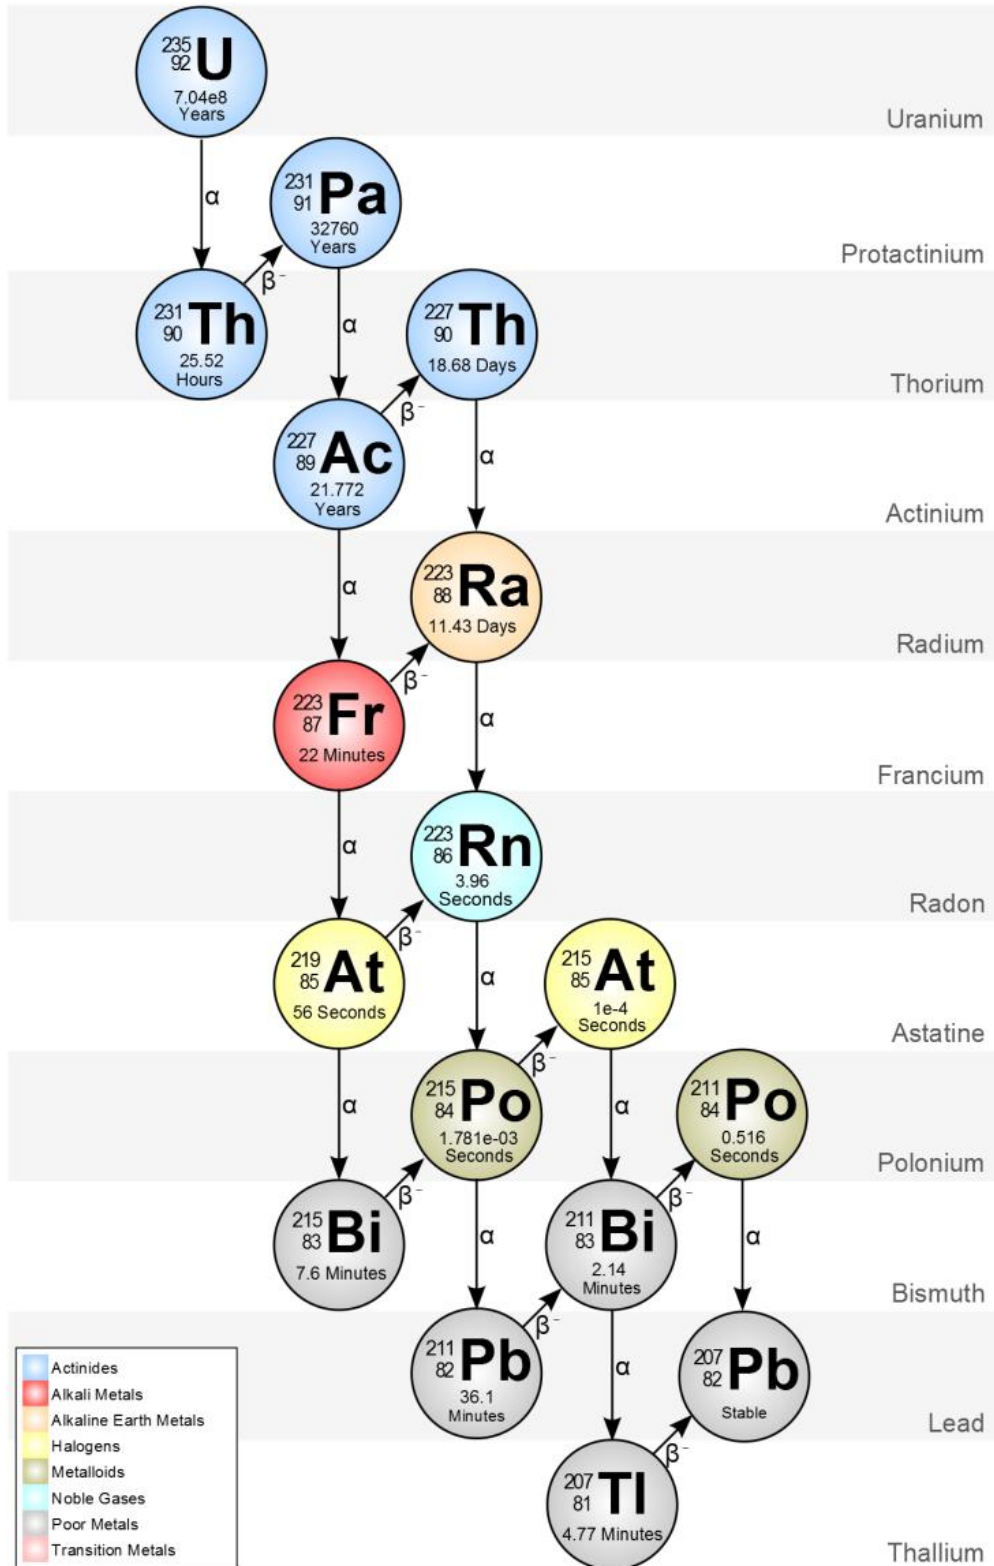 235
92 U
7.04e8
Years
Uranium
α
231
91 Pa
32760
Years
Protactinium
β⁻
231
90 Th
25.52
Hours
α
227
90 Th
18.68 Days
Thorium
β⁻
227
89 Ac
21.772
Years
α
Actinium
α
223
88 Ra
11.43 Days
Radium
β⁻
223
87 Fr
22 Minutes
α
Francium
α
223
86 Rn
3.96
Seconds
Radon
β⁻
219
85 At
56 Seconds
α
215
85 At
1e-4
Seconds
Astatine
β⁻
α
215
84 Po
1.781e-03
Seconds
α
211
84 Po
0.516
Seconds
Polonium
β⁻
β⁻
215
83 Bi
7.6 Minutes
α
211
83 Bi
2.14
Minutes
α
Bismuth
β⁻
211
82 Pb
36.1
Minutes
α
207
82 Pb
Stable
Lead
β⁻
207
81 Tl
4.77 Minutes
Thallium
Actinides
Alkali Metals
Alkaline Earth Metals
Halogens
Metalloids
Noble Gases
Poor Metals
Transition Metals